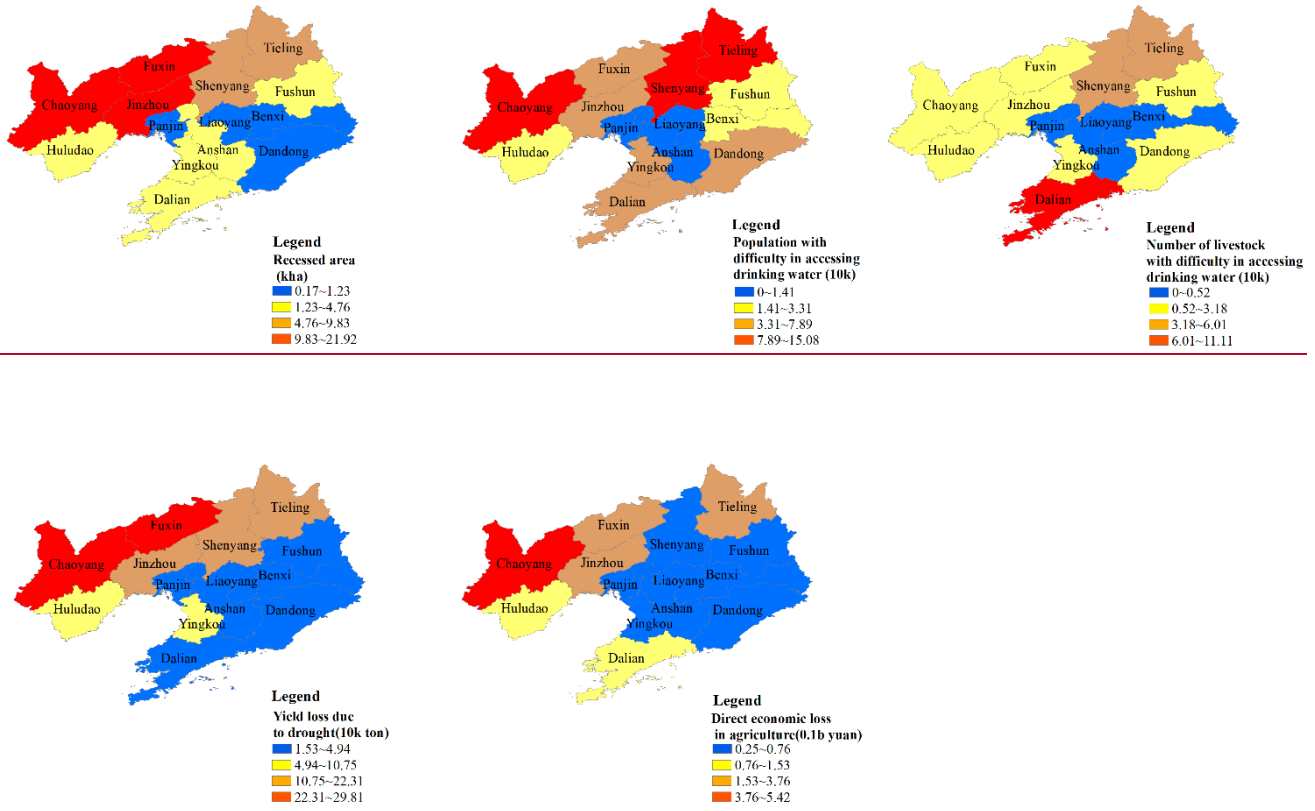 Tieling
Fuxin
Shenyang
Chaoyang
Jinzhou
Fushun
Panjin
Liaoyang
Benxi
Huludao
Anshan
Dandong
Yingkou
Dalian
Legend
Recessed area
(kha)
0.17~1.23
1.23~4.76
4.76~9.83
9.83~21.92
Tieling
Fuxin
Shenyang
Chaoyang
Jinzhou
Fushun
Panjin
Liaoyang
Benxi
Huludao
Anshan
Dandong
Yingkou
Dalian
Legend
Population with
difficulty in accessing
drinking water (10k)
0~1.41
1.41~3.31
3.31~7.89
7.89~15.08
Tieling
Fuxin
Shenyang
Chaoyang
Jinzhou
Fushun
Panjin
Liaoyang
Benxi
Huludao
Anshan
Dandong
Yingkou
Dalian
Legend
Number of livestock
with difficulty in accessing
drinking water (10k)
0~0.52
0.52~3.18
3.18~6.01
6.01~11.11
Tieling
Fuxin
Shenyang
Chaoyang
Jinzhou
Fushun
Panjin
Liaoyang
Benxi
Huludao
Anshan
Dandong
Yingkou
Dalian
Legend
Yield loss due
to drought(10k ton)
1.53~4.94
4.94~10.75
10.75~22.31
22.31~29.81
Tieling
Fuxin
Shenyang
Chaoyang
Jinzhou
Fushun
Panjin
Liaoyang
Benxi
Huludao
Anshan
Dandong
Yingkou
Dalian
Legend
Direct economic loss
in agriculture(0.1b yuan)
0.25~0.76
0.76~1.53
1.53~3.76
3.76~5.42